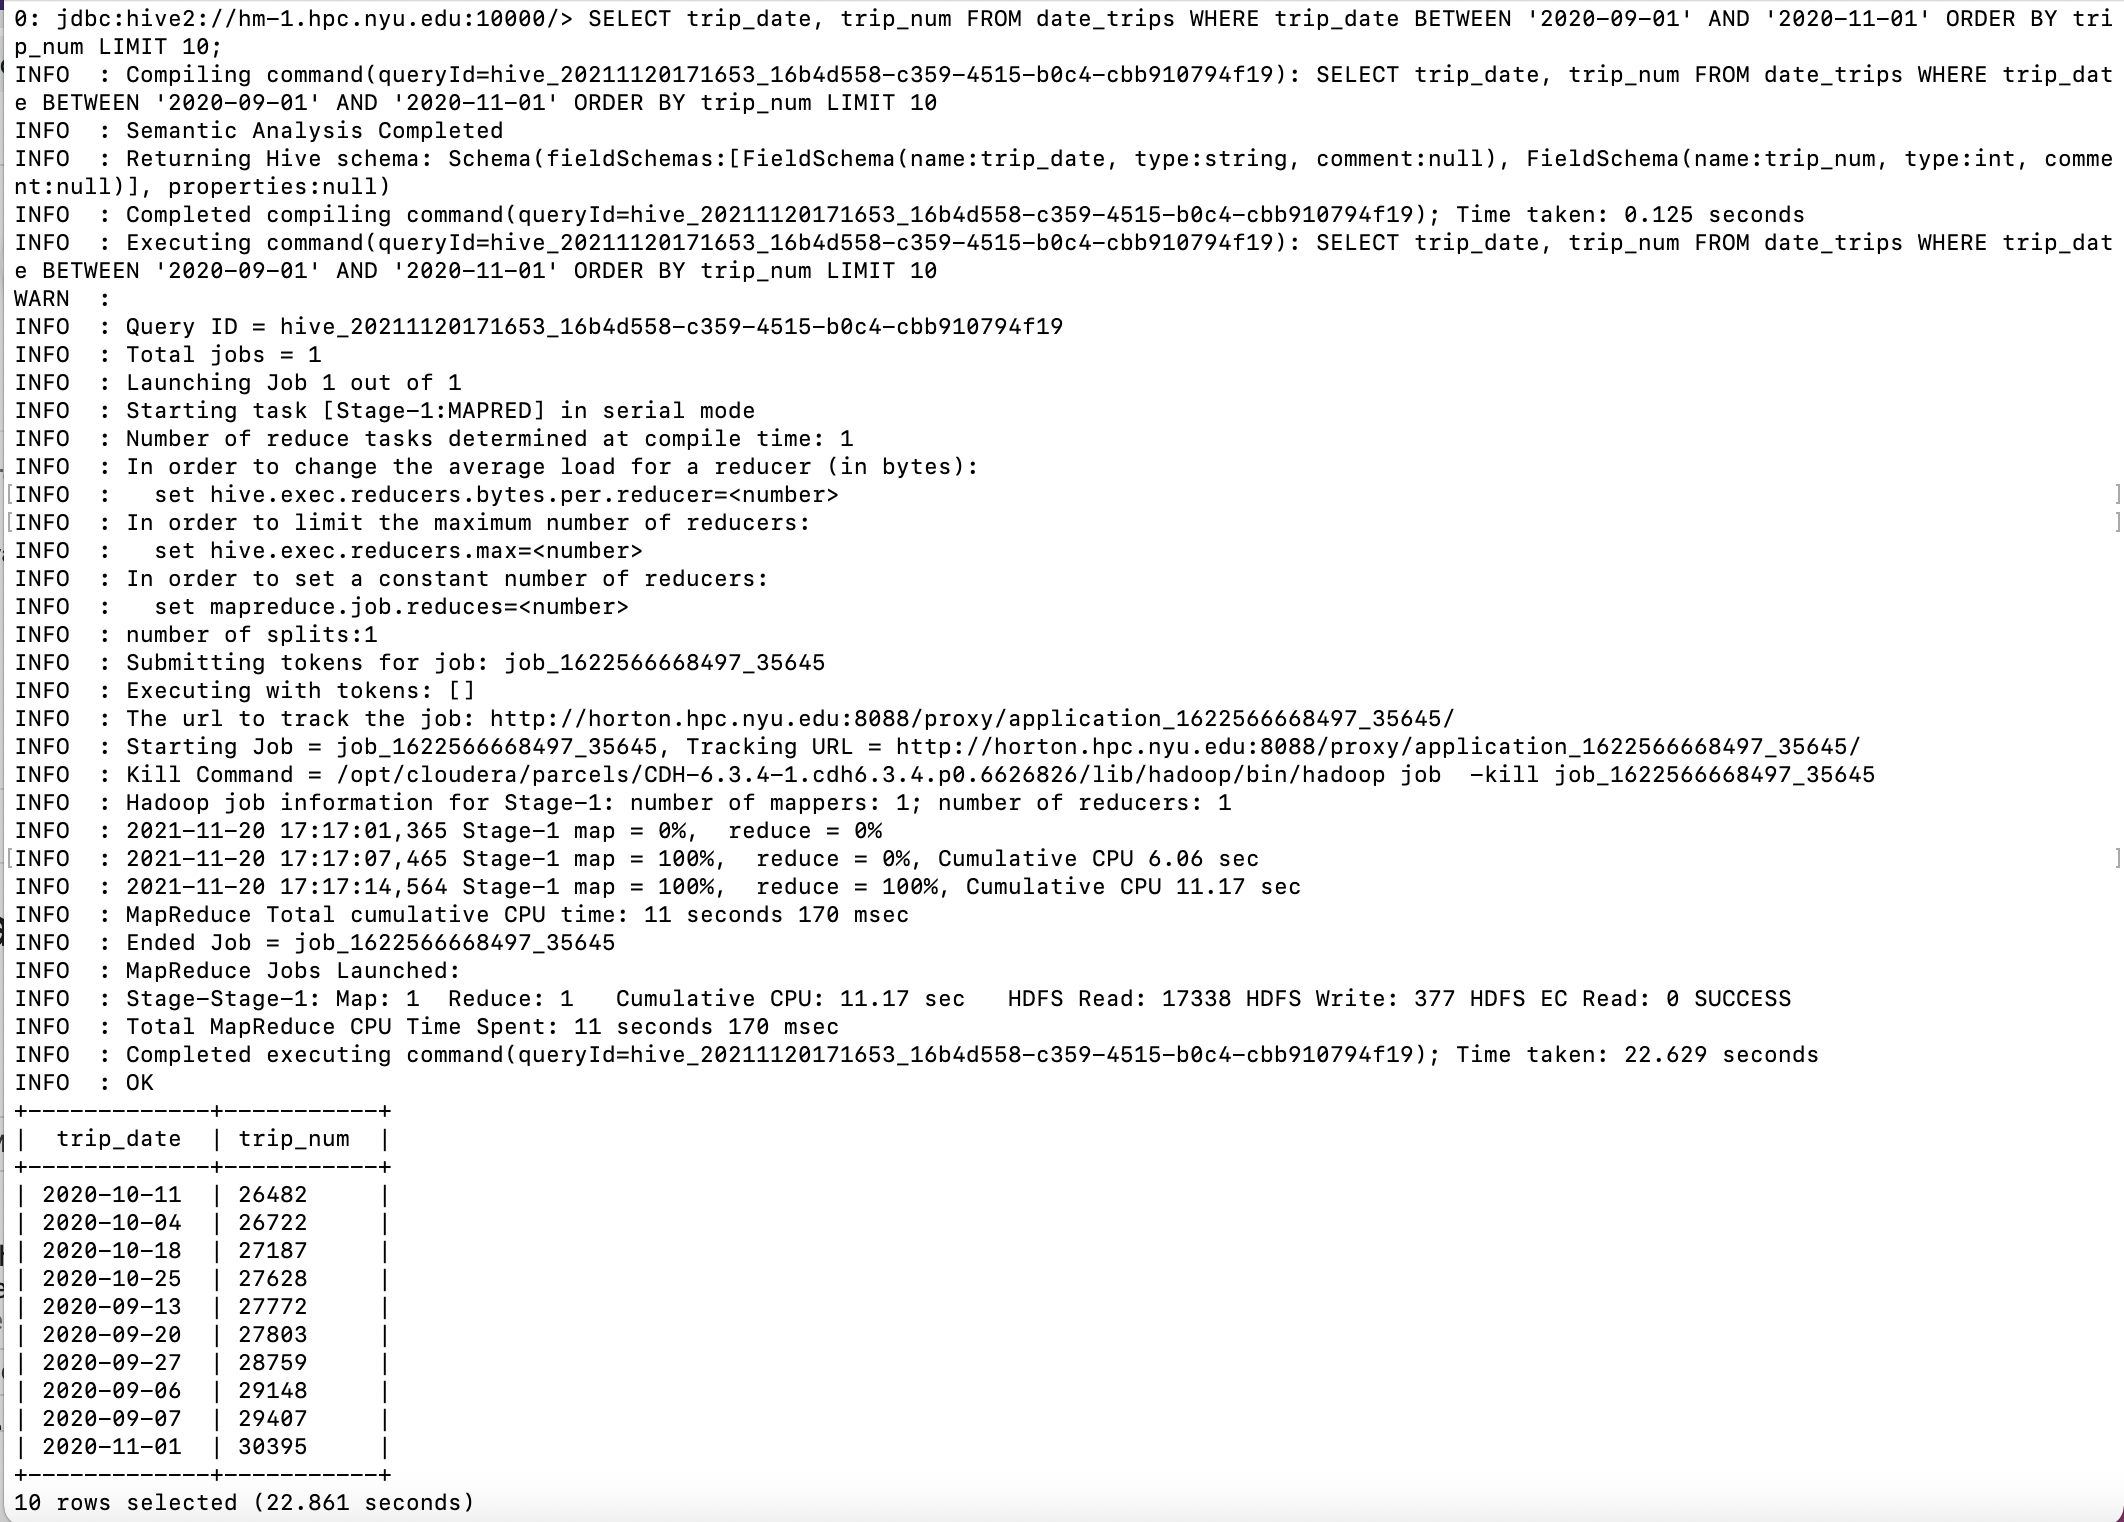 0: jdbc:hive2://hm-1.hpc.nyu.edu:10000/> SELECT trip_date, trip_num FROM date_trips WHERE trip_date BETWEEN '2020-09-01' AND '2020-11-01' ORDER BY tri
p_num LIMIT 10;
INFO  : Compiling command(queryId=hive_20211120171653_16b4d558-c359-4515-b0c4-cbb910794f19): SELECT trip_date, trip_num FROM date_trips WHERE trip_dat
e BETWEEN '2020-09-01' AND '2020-11-01' ORDER BY trip_num LIMIT 10
INFO  : Semantic Analysis Completed
INFO  : Returning Hive schema: Schema(fieldSchemas:[FieldSchema(name:trip_date, type:string, comment:null), FieldSchema(name:trip_num, type:int, comme
nt:null)], properties:null)
INFO  : Completed compiling command(queryId=hive_20211120171653_16b4d558-c359-4515-b0c4-cbb910794f19); Time taken: 0.125 seconds
INFO  : Executing command(queryId=hive_20211120171653_16b4d558-c359-4515-b0c4-cbb910794f19): SELECT trip_date, trip_num FROM date_trips WHERE trip_dat
e BETWEEN '2020-09-01' AND '2020-11-01' ORDER BY trip_num LIMIT 10
WARN  :
INFO  : Query ID = hive_20211120171653_16b4d558-c359-4515-b0c4-cbb910794f19
INFO  : Total jobs = 1
INFO  : Launching Job 1 out of 1
INFO  : Starting task [Stage-1:MAPRED] in serial mode
INFO  : Number of reduce tasks determined at compile time: 1
INFO  : In order to change the average load for a reducer (in bytes):
[INFO  :   set hive.exec.reducers.bytes.per.reducer=<number> ]
[INFO  : In order to limit the maximum number of reducers: ]
INFO  :   set hive.exec.reducers.max=<number>
INFO  : In order to set a constant number of reducers:
INFO  :   set mapreduce.job.reduces=<number>
INFO  : number of splits:1
INFO  : Submitting tokens for job: job_1622566668497_35645
INFO  : Executing with tokens: []
INFO  : The url to track the job: http://horton.hpc.nyu.edu:8088/proxy/application_1622566668497_35645/
INFO  : Starting Job = job_1622566668497_35645, Tracking URL = http://horton.hpc.nyu.edu:8088/proxy/application_1622566668497_35645/
INFO  : Kill Command = /opt/cloudera/parcels/CDH-6.3.4-1.cdh6.3.4.p0.6626826/lib/hadoop/bin/hadoop job  -kill job_1622566668497_35645
INFO  : Hadoop job information for Stage-1: number of mappers: 1; number of reducers: 1
INFO  : 2021-11-20 17:17:01,365 Stage-1 map = 0%,  reduce = 0%
[INFO  : 2021-11-20 17:17:07,465 Stage-1 map = 100%,  reduce = 0%, Cumulative CPU 6.06 sec ]
INFO  : 2021-11-20 17:17:14,564 Stage-1 map = 100%,  reduce = 100%, Cumulative CPU 11.17 sec
INFO  : MapReduce Total cumulative CPU time: 11 seconds 170 msec
INFO  : Ended Job = job_1622566668497_35645
INFO  : MapReduce Jobs Launched:
INFO  : Stage-Stage-1: Map: 1  Reduce: 1   Cumulative CPU: 11.17 sec   HDFS Read: 17338 HDFS Write: 377 HDFS EC Read: 0 SUCCESS
INFO  : Total MapReduce CPU Time Spent: 11 seconds 170 msec
INFO  : Completed executing command(queryId=hive_20211120171653_16b4d558-c359-4515-b0c4-cbb910794f19); Time taken: 22.629 seconds
INFO  : OK
+-------------+-----------+
|  trip_date  | trip_num  |
+-------------+-----------+
| 2020-10-11  | 26482     |
| 2020-10-04  | 26722     |
| 2020-10-18  | 27187     |
| 2020-10-25  | 27628     |
| 2020-09-13  | 27772     |
| 2020-09-20  | 27803     |
| 2020-09-27  | 28759     |
| 2020-09-06  | 29148     |
| 2020-09-07  | 29407     |
| 2020-11-01  | 30395     |
+-------------+-----------+
10 rows selected (22.861 seconds)